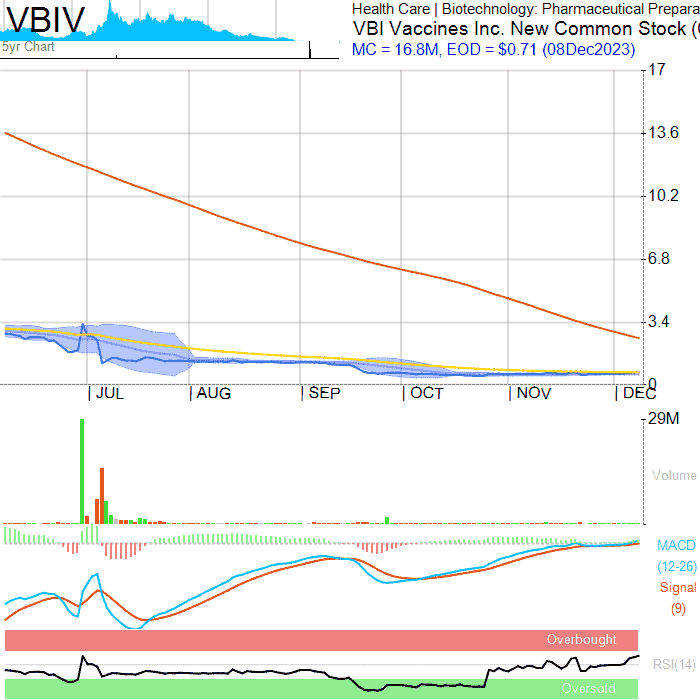 VBIV
5yr Chart
Health Care | Biotechnology: Pharmaceutical Prepara
VBI Vaccines Inc. New Common Stock (
MC = 16.8M, EOD = $0.71 (08Dec2023)
17
13.6
10.2
6.8
3.4
0
JUL AUG SEP OCT NOV DEC
29M
Volume
MACD
(12-26)
Signal
(9)
Overbought
RSI(14)
Oversold